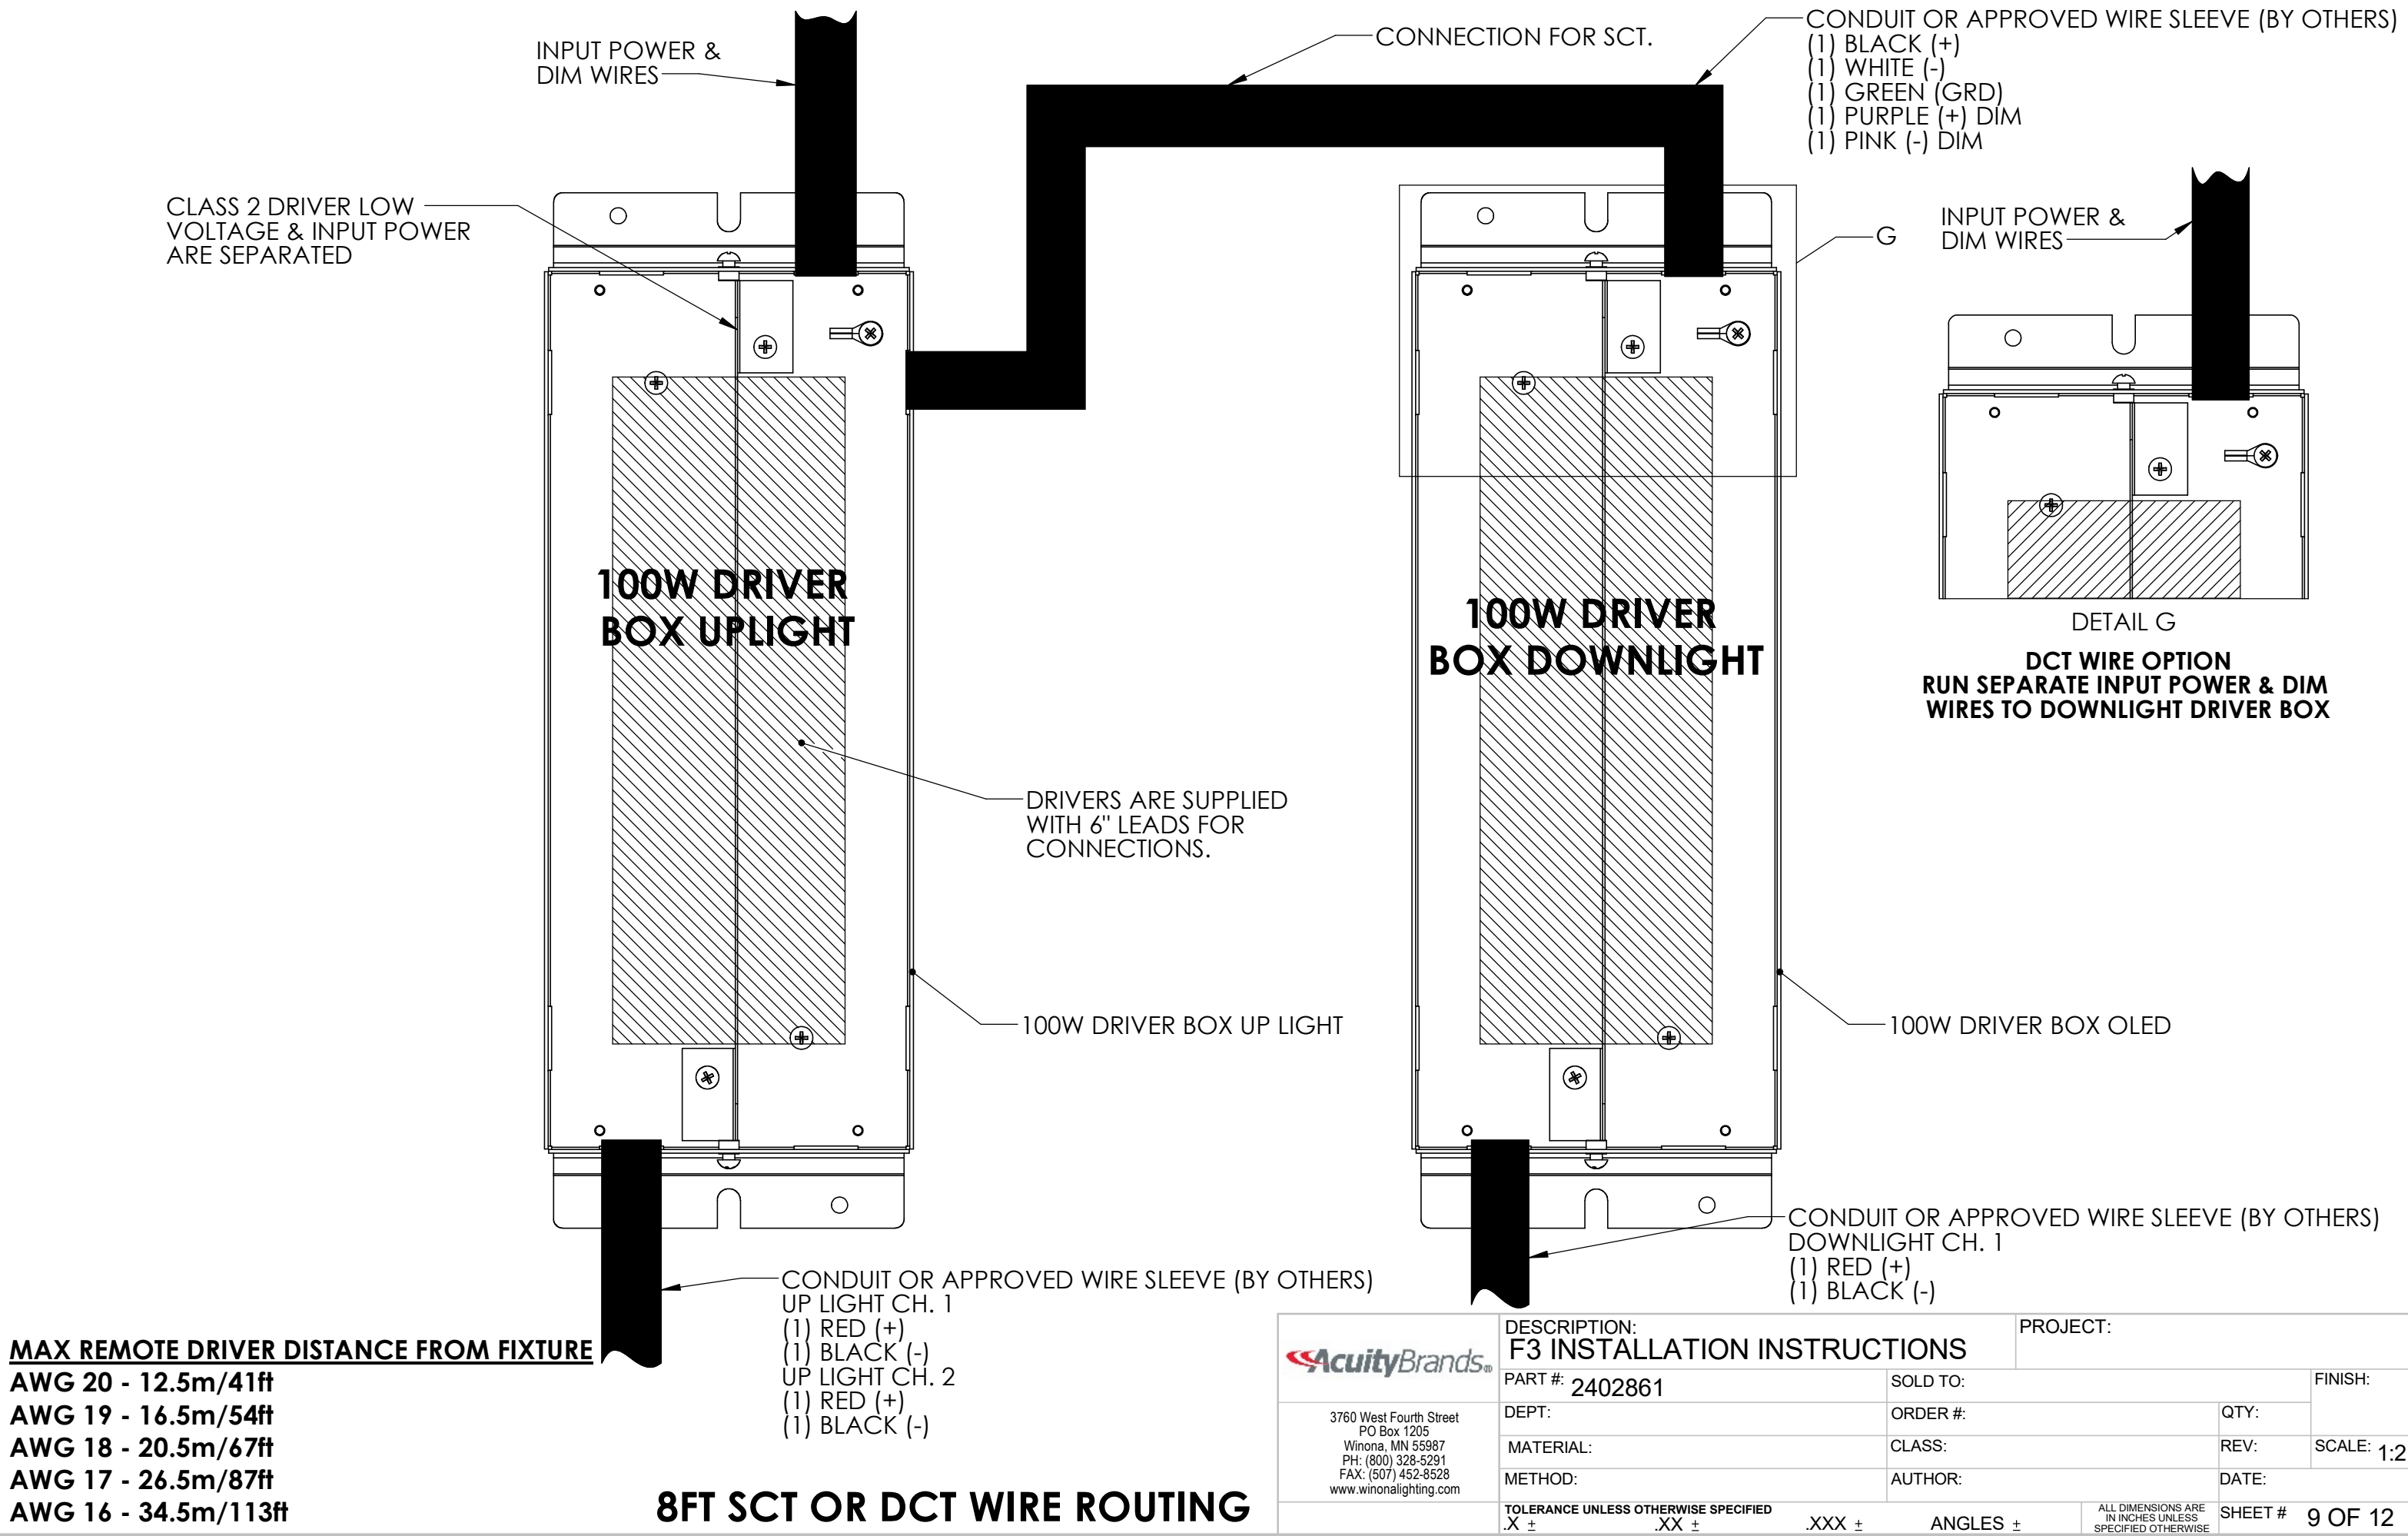 INPUT POWER &
DIM WIRES
CONNECTION FOR SCT.
CONDUIT OR APPROVED WIRE SLEEVE (BY OTHERS)
(1) BLACK (+)
(1) WHITE (-)
(1) GREEN (GRD)
(1) PURPLE (+) DIM
(1) PINK (-) DIM
CLASS 2 DRIVER LOW
VOLTAGE & INPUT POWER
ARE SEPARATED
G
INPUT POWER &
DIM WIRES
100W DRIVER
BOX UPLIGHT
100W DRIVER
BOX DOWNLIGHT
DETAIL G
DCT WIRE OPTION
RUN SEPARATE INPUT POWER & DIM
WIRES TO DOWNLIGHT DRIVER BOX
DRIVERS ARE SUPPLIED
WITH 6" LEADS FOR
CONNECTIONS.
100W DRIVER BOX UP LIGHT
100W DRIVER BOX OLED
CONDUIT OR APPROVED WIRE SLEEVE (BY OTHERS)
DOWNLIGHT CH. 1
(1) RED (+)
(1) BLACK (-)
CONDUIT OR APPROVED WIRE SLEEVE (BY OTHERS)
UP LIGHT CH. 1
(1) RED (+)
(1) BLACK (-)
UP LIGHT CH. 2
(1) RED (+)
(1) BLACK (-)
MAX REMOTE DRIVER DISTANCE FROM FIXTURE
AWG 20 - 12.5m/41ft
AWG 19 - 16.5m/54ft
AWG 18 - 20.5m/67ft
AWG 17 - 26.5m/87ft
AWG 16 - 34.5m/113ft
8FT SCT OR DCT WIRE ROUTING
AcuityBrands®
3760 West Fourth Street
PO Box 1205
Winona, MN 55987
PH: (800) 328-5291
FAX: (507) 452-8528
www.winonalighting.com
DESCRIPTION:
F3 INSTALLATION INSTRUCTIONS
PROJECT:
PART #: 2402861
SOLD TO:
FINISH:
DEPT:
ORDER #:
QTY:
MATERIAL:
CLASS:
REV:
SCALE: 1:2
METHOD:
AUTHOR:
DATE:
TOLERANCE UNLESS OTHERWISE SPECIFIED
.X ± .XX ± .XXX ± ANGLES ±
ALL DIMENSIONS ARE
IN INCHES UNLESS
SPECIFIED OTHERWISE
SHEET # 9 OF 12